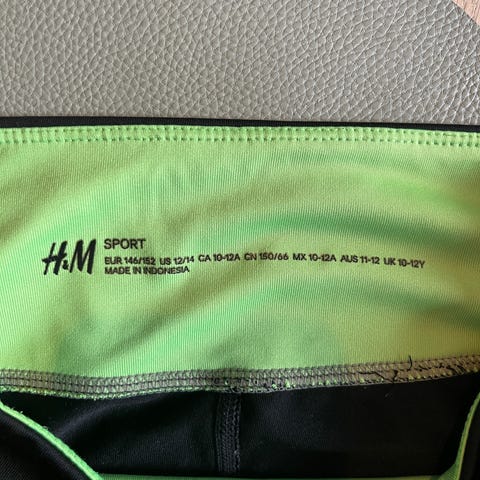 H&M SPORT
EUR 146/152 US 12/14 CA 10-12A CN 150/66 MX 10-12A AUS 11-12 UK 10-12Y
MADE IN INDONESIA